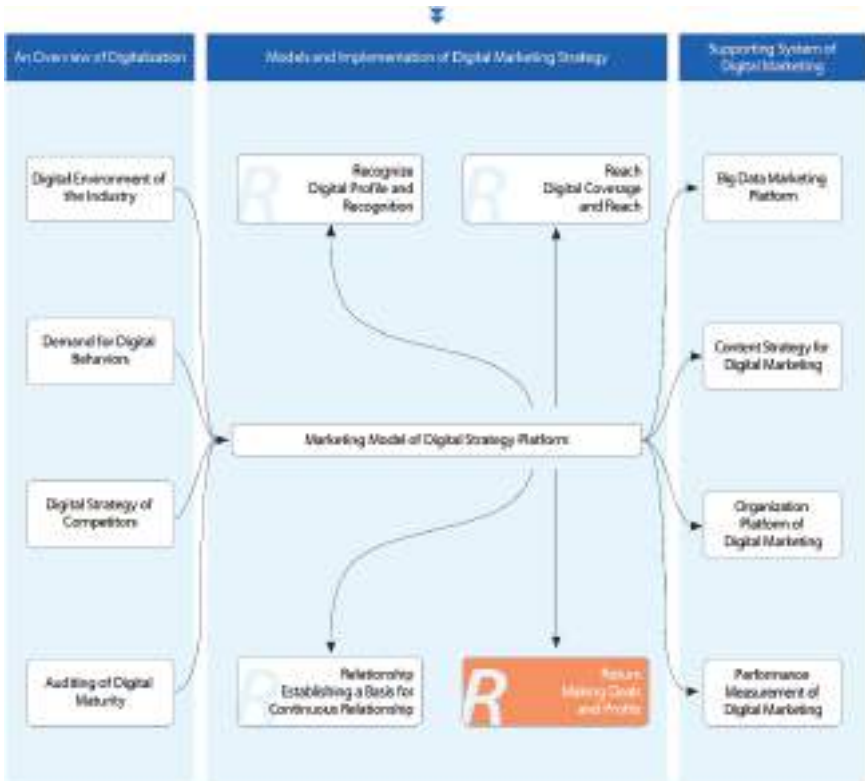 An Overview of Digitalization
Models and Implementation of Digital Marketing Strategy
Supporting System of
Digital Marketing
Digital Environment of
the Industry
Demand for Digital
Behaviors
Digital Strategy of
Competitors
Auditing of Digital
Maturity
R
Recognize
Digital Profile and
Recognition
R
Reach
Digital Coverage
and Reach
Marketing Model of Digital Strategy Platform
R
Relationship
Establishing a Basis for
Continuous Relationship
R
Return
Making Deals
and Profits
Big Data Marketing
Platform
Content Strategy for
Digital Marketing
Organization
Platform of
Digital Marketing
Performance
Measurement of
Digital Marketing